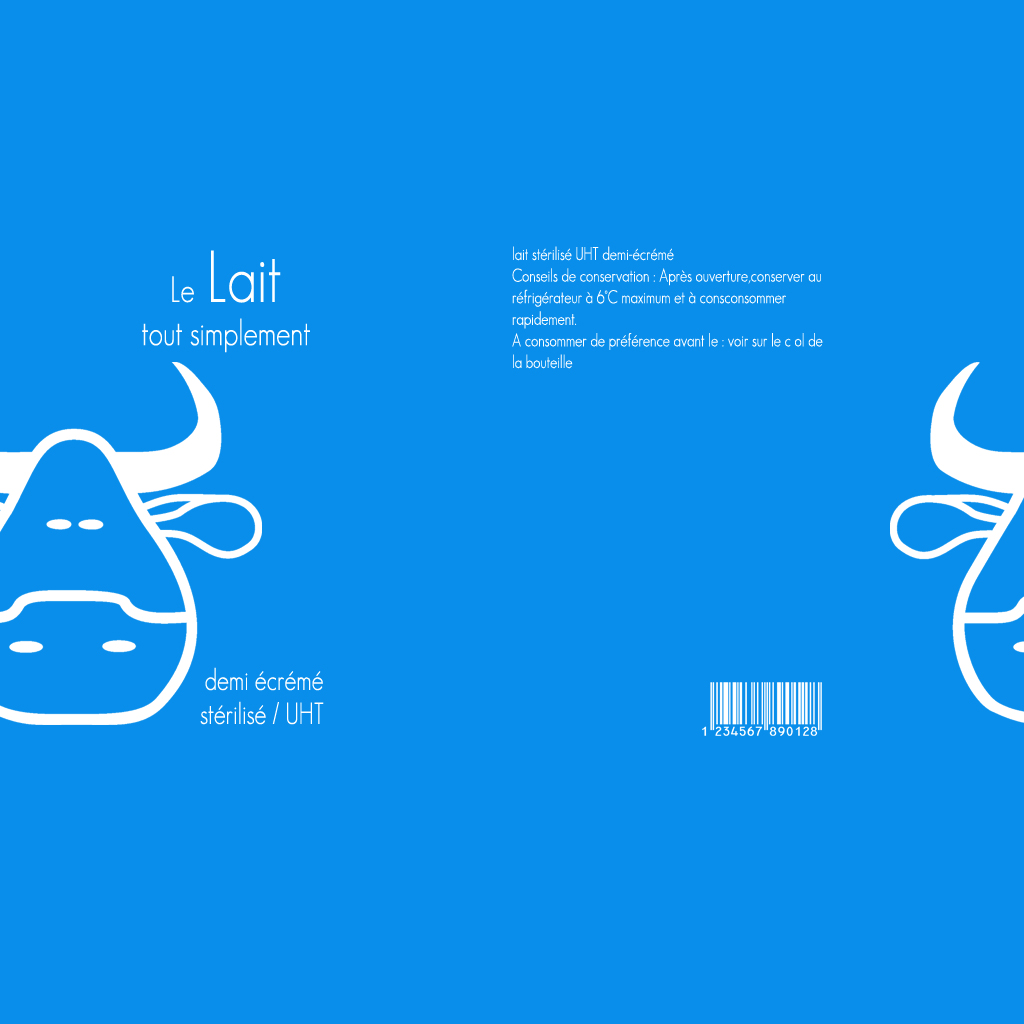 Le Lait
tout simplement
demi écrémé
stérilisé / UHT
lait stérilisé UHT demi-écrémé
Conseils de conservation : Après ouverture,conserver au
réfrigérateur à 6°C maximum et à consconsommer
rapidement.
A consommer de préférence avant le : voir sur le c ol de
la bouteille
1 234567 890128